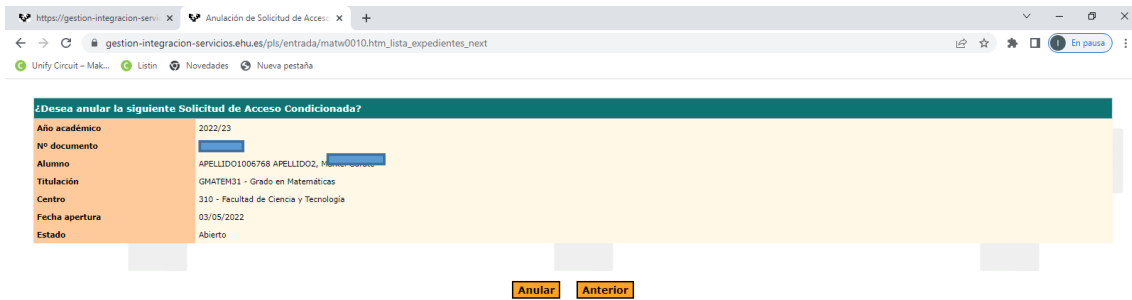 https://gestion-integracion-servic
Anulación de Solicitud de Acceso
gestion-integracion-servicios.ehu.es/pls/entrada/matw0010.htm_lista_expedientes_next
I En pausa
Unify Circuit – Mak... Listin Novedades Nueva pestaña
¿Desea anular la siguiente Solicitud de Acceso Condicionada?
Año académico 2022/23
Nº documento
Alumno APELLIDO1006768 APELLIDO2,
Titulación GMATEM31 - Grado en Matemáticas
Centro 310 - Facultad de Ciencia y Tecnología
Fecha apertura 03/05/2022
Estado Abierto
Anular Anterior